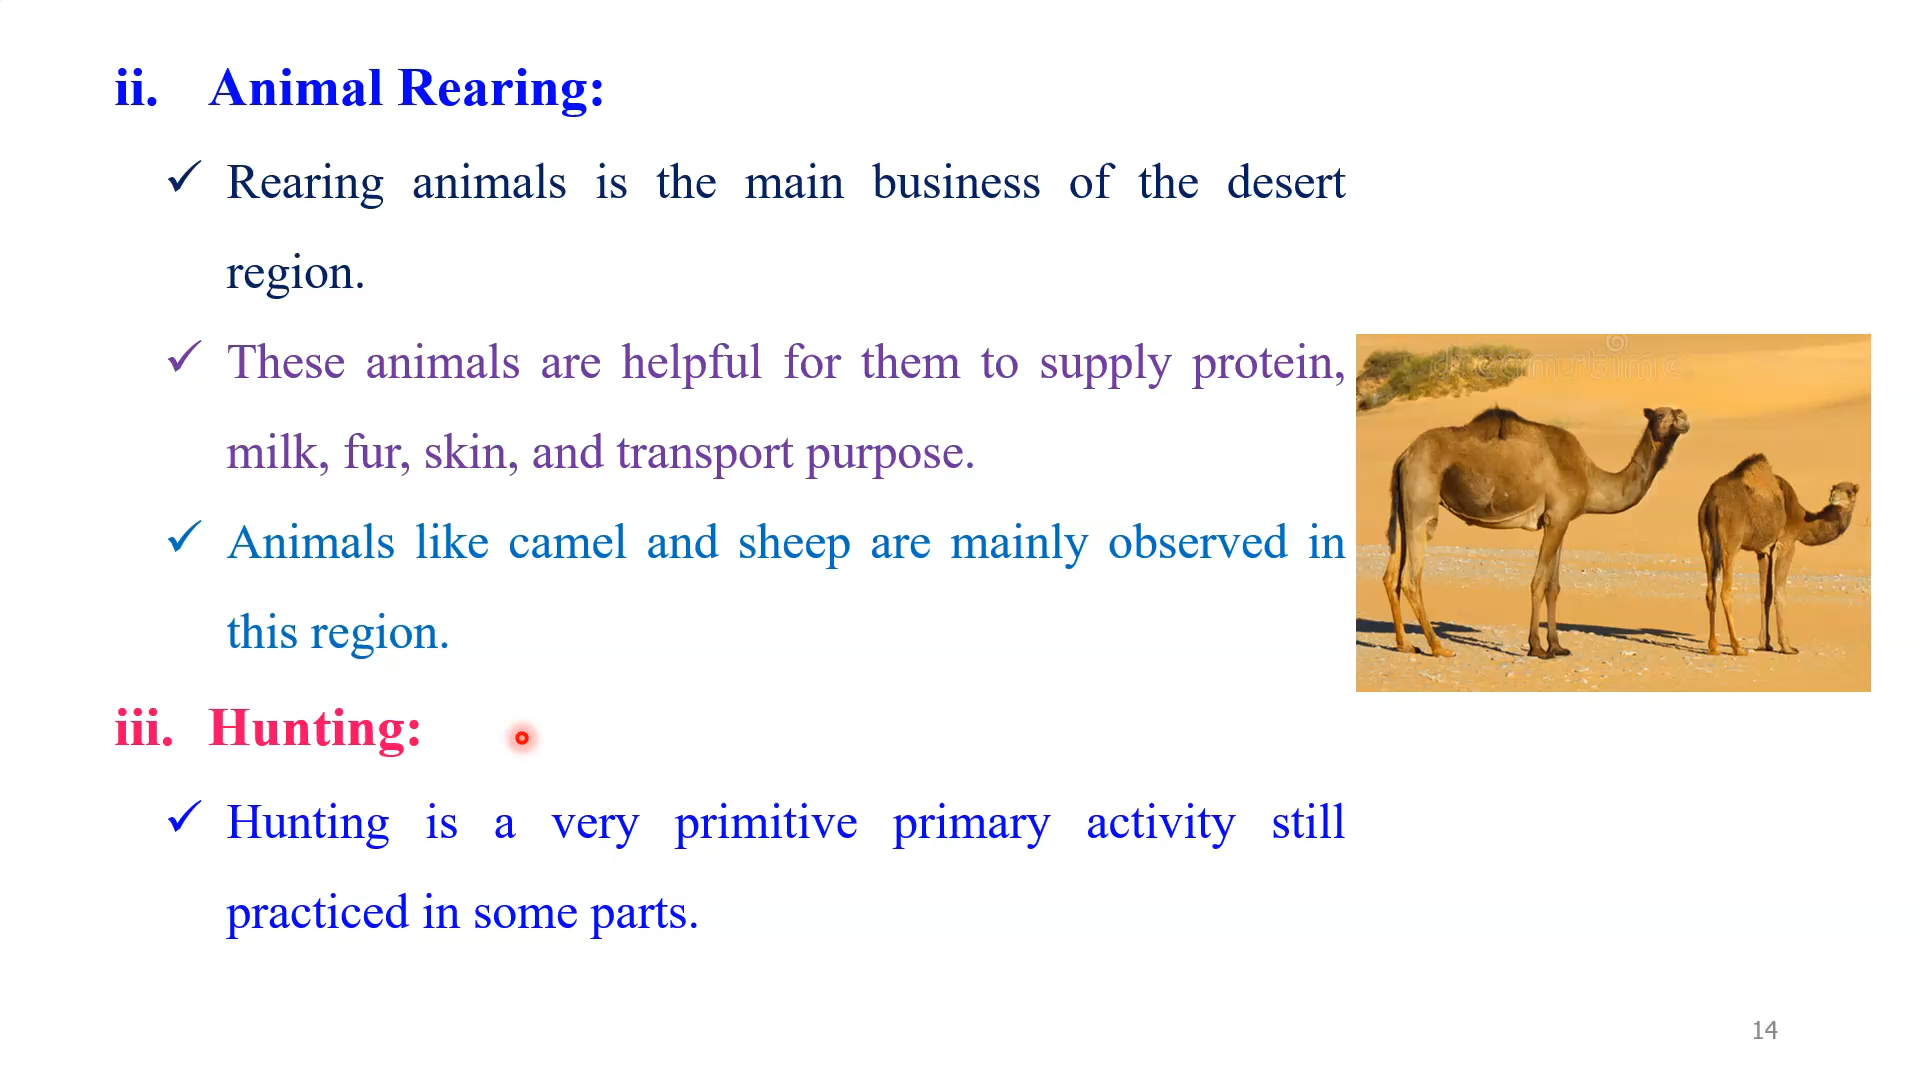 ii. Animal Rearing:
✓ Rearing animals is the main business of the desert
region.
✓ These animals are helpful for them to supply protein,
milk, fur, skin, and transport purpose.
dreamstime
✓ Animals like camel and sheep are mainly observed in
this region.
iii. Hunting:
✓ Hunting is a very primitive primary activity still
practiced in some parts.
14